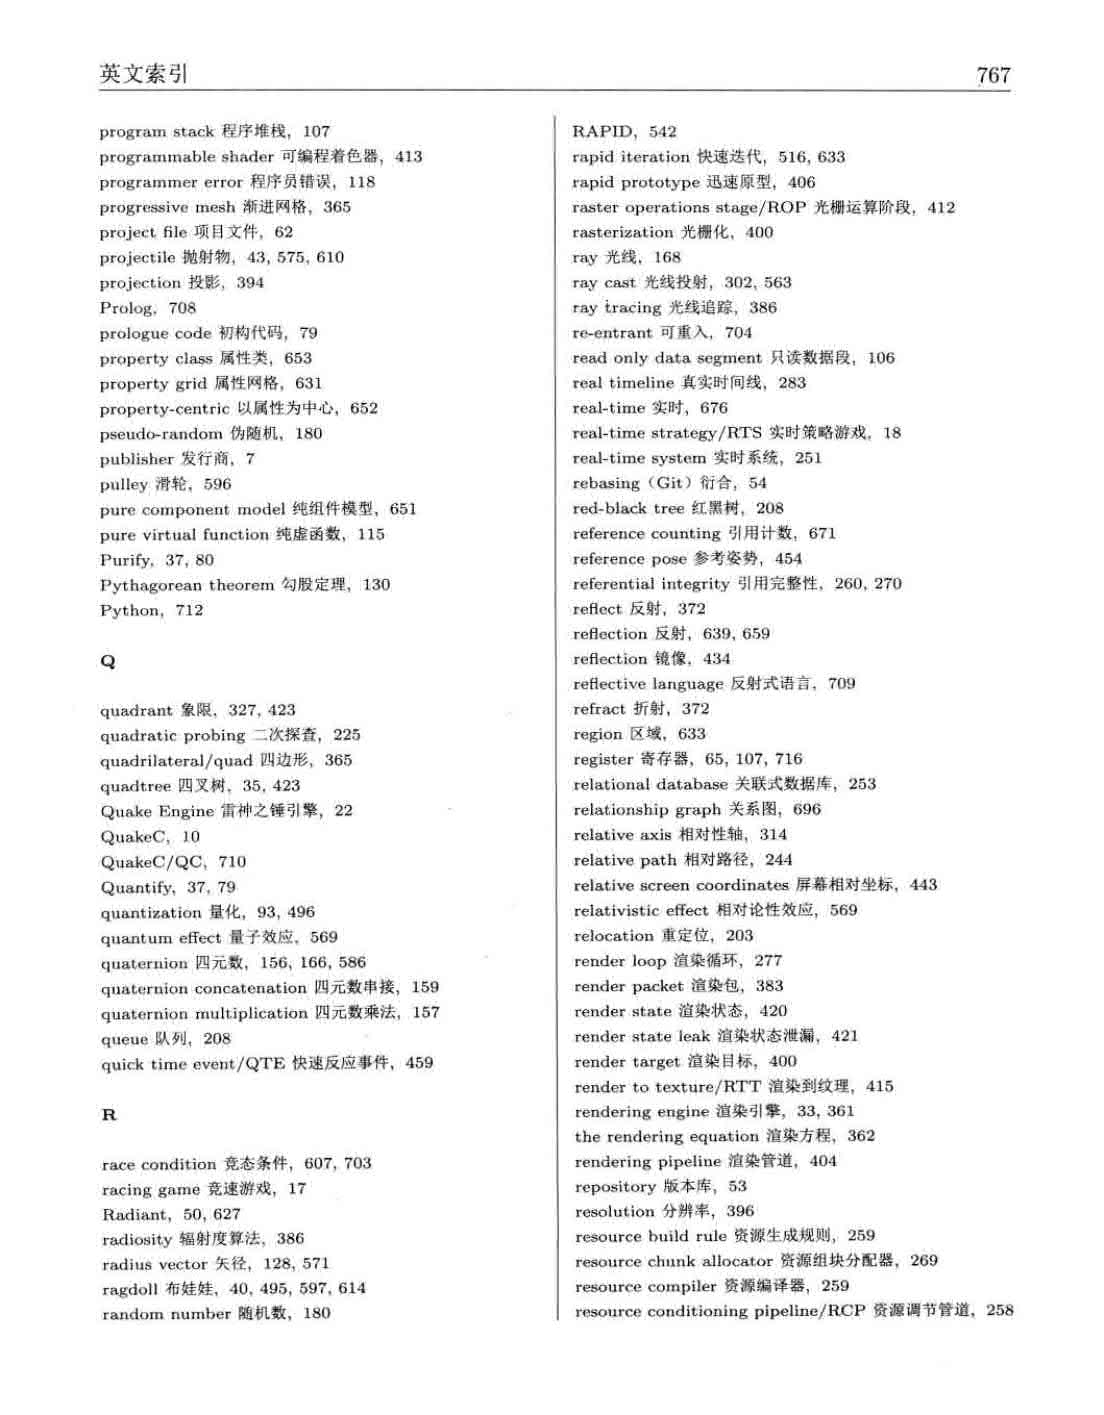 英文索引
767
program stack 程序堆栈, 107
programmable shader 可编程着色器, 413
programmer error 程序员错误, 118
progressive mesh 渐进网格, 365
project file 项目文件, 62
projectile 抛射物, 43, 575, 610
projection 投影, 394
Prolog, 708
prologue code 初构代码, 79
property class 属性类, 653
property grid 属性网格, 631
property-centric 以属性为中心, 652
pseudo-random 伪随机, 180
publisher 发行商, 7
pulley 滑轮, 596
pure component model 纯组件模型, 651
pure virtual function 纯虚函数, 115
Purify, 37, 80
Pythagorean theorem 勾股定理, 130
Python, 712
Q
quadrant 象限, 327, 423
quadratic probing 二次探查, 225
quadrilateral/quad 四边形, 365
quadtree 四叉树, 35, 423
Quake Engine 雷神之锤引擎, 22
QuakeC, 10
QuakeC/QC, 710
Quantify, 37, 79
quantization 量化, 93, 496
quantum effect 量子效应, 569
quaternion 四元数, 156, 166, 586
quaternion concatenation 四元数串接, 159
quaternion multiplication 四元数乘法, 157
queue 队列, 208
quick time event/QTE 快速反应事件, 459
R
race condition 竞态条件, 607, 703
racing game 竞速游戏, 17
Radiant, 50, 627
radiosity 辐射度算法, 386
radius vector 矢径, 128, 571
ragdoll 布娃娃, 40, 495, 597, 614
random number 随机数, 180
RAPID, 542
rapid iteration 快速迭代, 516, 633
rapid prototype 迅速原型, 406
raster operations stage/ROP 光栅运算阶段, 412
rasterization 光栅化, 400
ray 光线, 168
ray cast 光线投射, 302, 563
ray tracing 光线追踪, 386
re-entrant 可重入, 704
read only data segment 只读数据段, 106
real timeline 真实时间线, 283
real-time 实时, 676
real-time strategy/RTS 实时策略游戏, 18
real-time system 实时系统, 251
rebasing（Git）衍合, 54
red-black tree 红黑树, 208
reference counting 引用计数, 671
reference pose 参考姿势, 454
referential integrity 引用完整性, 260, 270
reflect 反射, 372
reflection 反射, 639, 659
reflection 镜像, 434
reflective language 反射式语言, 709
refract 折射, 372
region 区域, 633
register 寄存器, 65, 107, 716
relational database 关联式数据库, 253
relationship graph 关系图, 696
relative axis 相对性轴, 314
relative path 相对路径, 244
relative screen coordinates 屏幕相对坐标, 443
relativistic effect 相对论性效应, 569
relocation 重定位, 203
render loop 渲染循环, 277
render packet 渲染包, 383
render state 渲染状态, 420
render state leak 渲染状态泄漏, 421
render target 渲染目标, 400
render to texture/RTT 渲染到纹理, 415
rendering engine 渲染引擎, 33, 361
the rendering equation 渲染方程, 362
rendering pipeline 渲染管道, 404
repository 版本库, 53
resolution 分辨率, 396
resource build rule 资源生成规则, 259
resource chunk allocator 资源组块分配器, 269
resource compiler 资源编译器, 259
resource conditioning pipeline/RCP 资源调节管道, 258